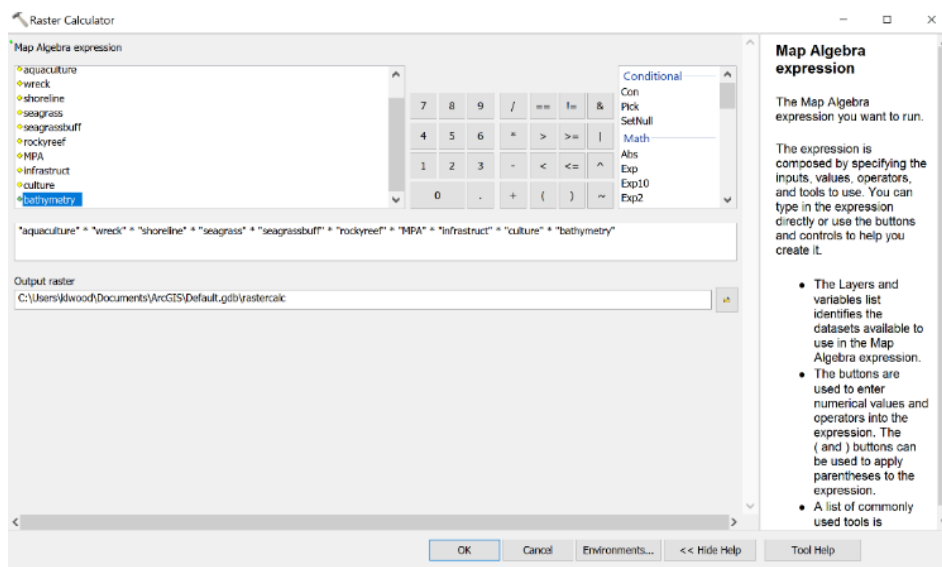 Raster Calculator
Map Algebra expression
aquaculture
wreck
shoreline
seagrass
seagrassbuff
rockyreef
MPA
infrastruct
culture
bathymetry
7 8 9 / == != &
4 5 6 * > >= |
1 2 3 - < <= ^
0 . + ( ) ~
Conditional
Con
Pick
SetNull
Math
Abs
Exp
Exp10
Exp2
"aquaculture" * "wreck" * "shoreline" * "seagrass" * "seagrassbuff" * "rockyreef" * "MPA" * "infrastruct" * "culture" * "bathymetry"
Output raster
C:\Users\klwood\Documents\ArcGIS\Default.gdb\rastercalc
OK Cancel Environments... << Hide Help Tool Help
Map Algebra
expression
The Map Algebra
expression you want to run.
The expression is
composed by specifying the
inputs, values, operators,
and tools to use. You can
type in the expression
directly or use the buttons
and controls to help you
create it.
• The Layers and
variables list
identifies the
datasets available to
use in the Map
Algebra expression.
• The buttons are
used to enter
numerical values and
operators into the
expression. The
( and ) buttons can
be used to apply
parentheses to the
expression.
• A list of commonly
used tools is